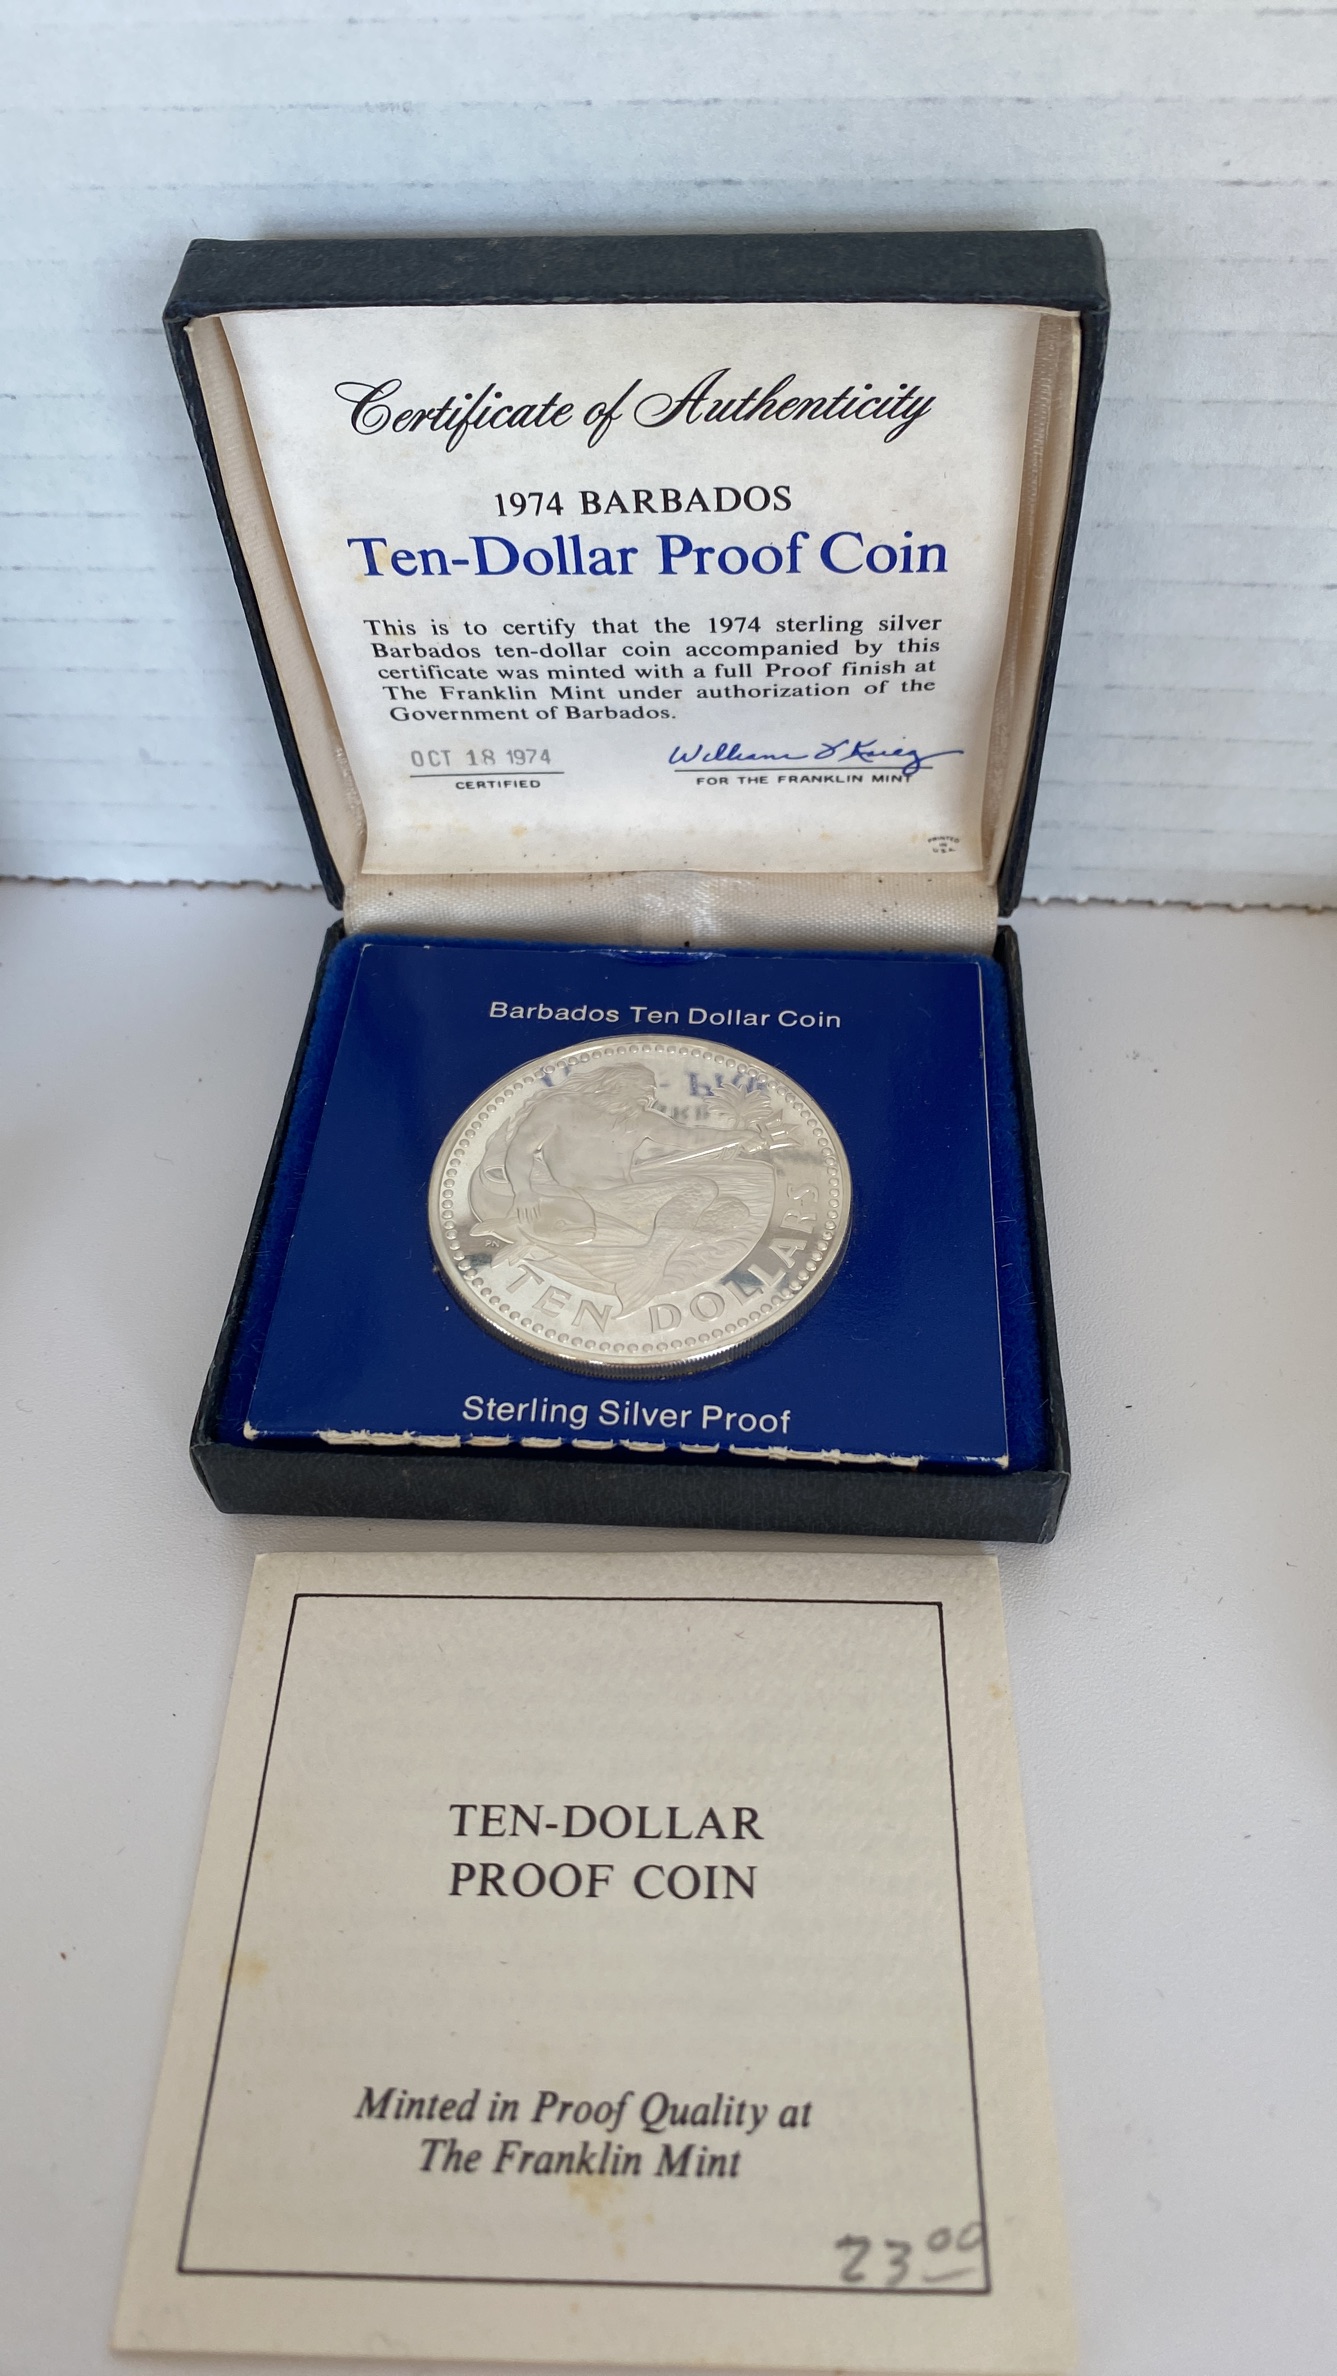 Certificate of Authenticity
1974 BARBADOS
Ten-Dollar Proof Coin
This is to certify that the 1974 sterling silver
Barbados ten-dollar coin accompanied by this
certificate was minted with a full Proof finish at
The Franklin Mint under authorization of the
Government of Barbados.
OCT 18 1974
CERTIFIED
William
FOR THE FRANKLIN MINT
PRINTED
IN
U.S.A.
Barbados Ten Dollar Coin
TEN DOLLARS
Sterling Silver Proof
TEN-DOLLAR
PROOF COIN
Minted in Proof Quality at
The Franklin Mint
23.00